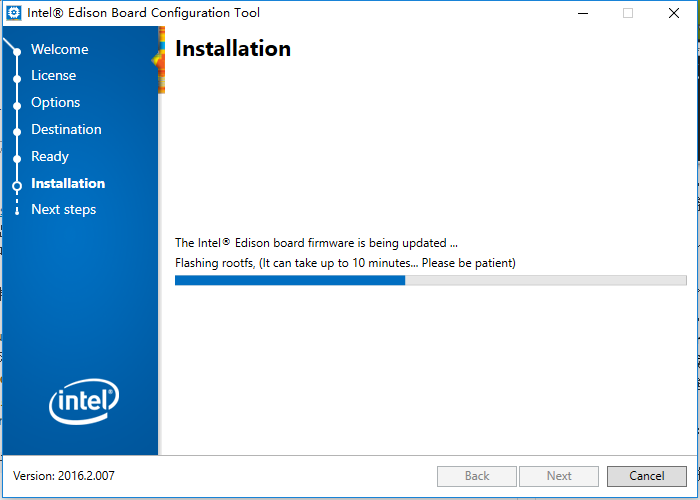 Intel® Edison Board Configuration Tool
Welcome
License
Options
Destination
Ready
Installation
Next steps
intel®
Installation
The Intel® Edison board firmware is being updated ...
Flashing rootfs, (It can take up to 10 minutes... Please be patient)
Version: 2016.2.007
Back
Next
Cancel